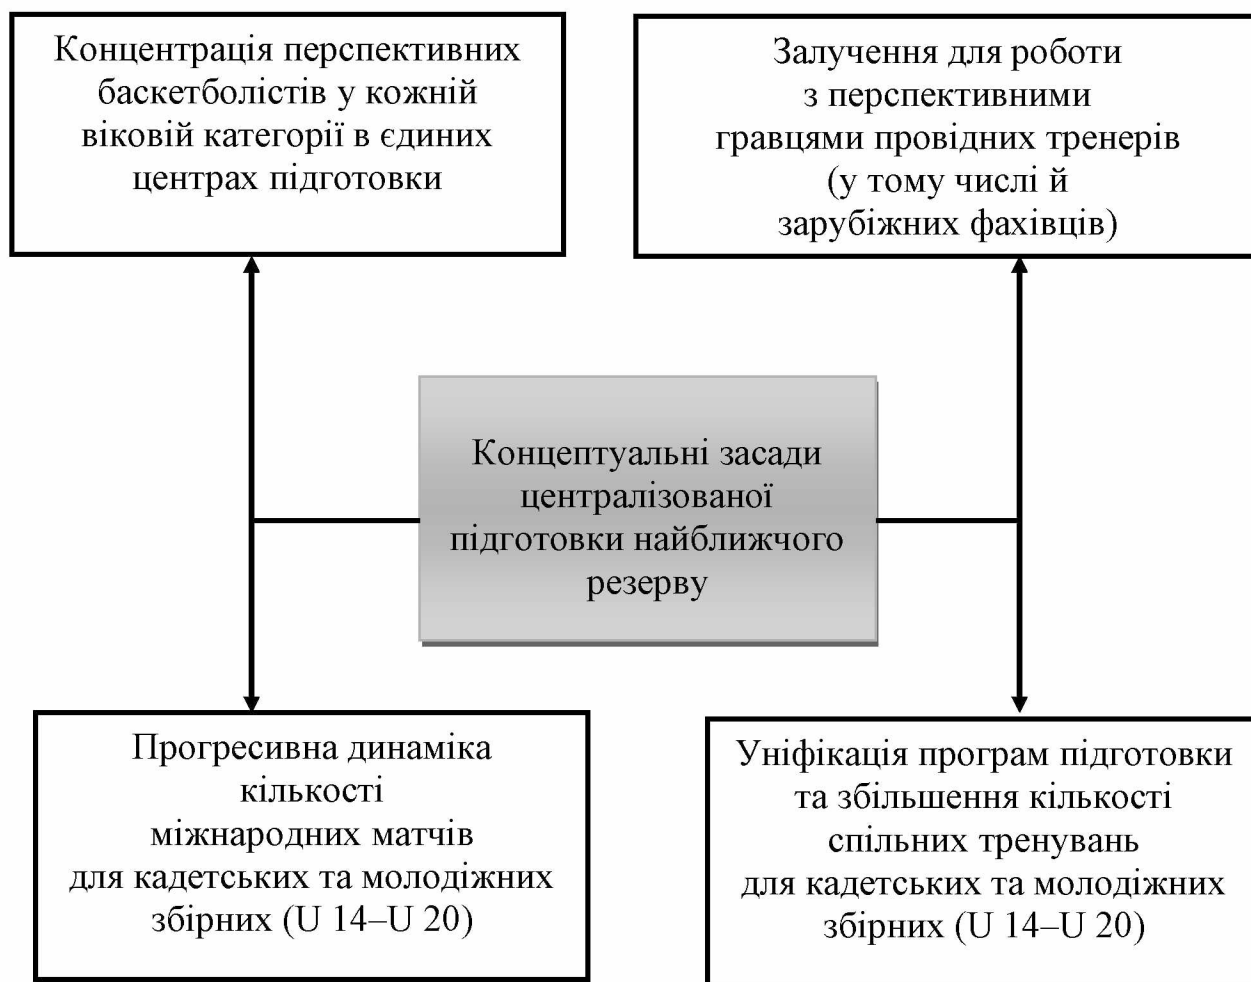 Концентрація перспективних
баскетболістів у кожній
віковій категорії в єдиних
центрах підготовки
Залучення для роботи
з перспективними
гравцями провідних тренерів
(у тому числі й
зарубіжних фахівців)
Концептуальні засади
централізованої
підготовки найближчого
резерву
Прогресивна динаміка
кількості
міжнародних матчів
для кадетських та молодіжних
збірних (U 14–U 20)
Уніфікація програм підготовки
та збільшення кількості
спільних тренувань
для кадетських та молодіжних
збірних (U 14–U 20)